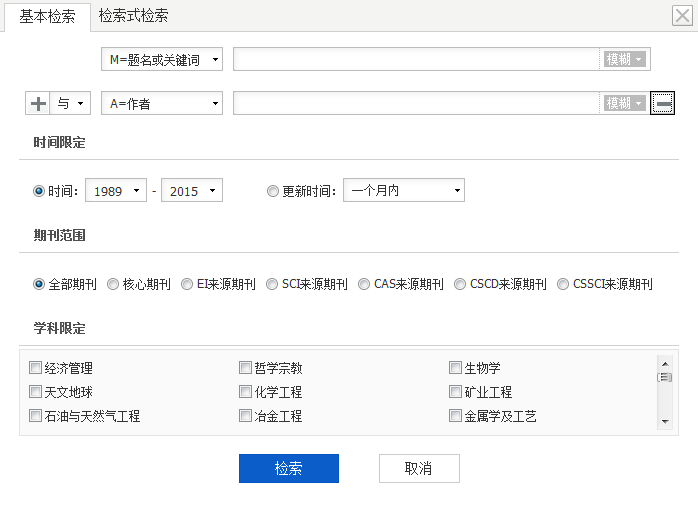 基本检索 检索式检索
M=题名或关键词 模糊
与 A=作者 模糊
时间限定
时间： 1989 - 2015 更新时间： 一个月内
期刊范围
全部期刊 核心期刊 EI来源期刊 SCI来源期刊 CAS来源期刊 CSCD来源期刊 CSSCI来源期刊
学科限定
经济管理 哲学宗教 生物学
天文地球 化学工程 矿业工程
石油与天然气工程 冶金工程 金属学及工艺
检索 取消